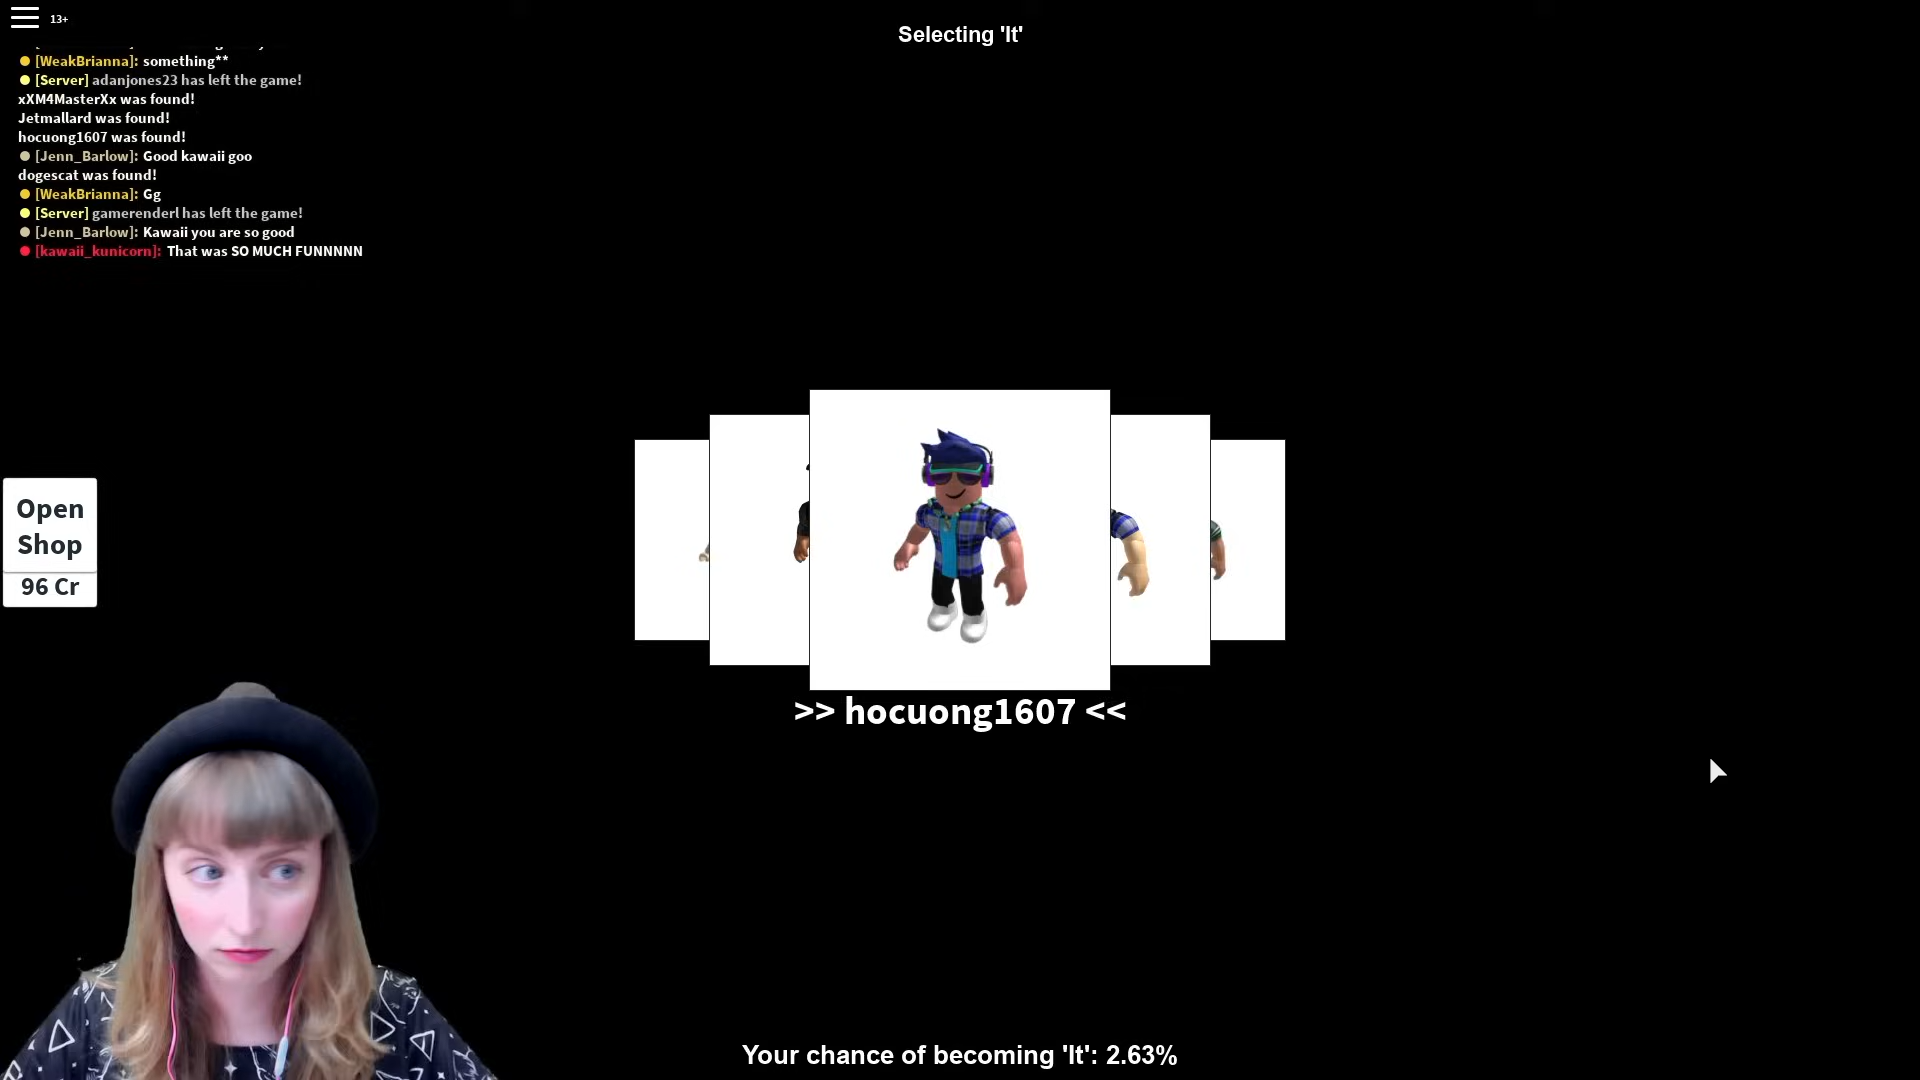 13+
Selecting 'It'
[WeakBrianna]: something**
[Server] adanjones23 has left the game!
xXM4MasterXx was found!
Jetmallard was found!
hocuong1607 was found!
[Jenn_Barlow]: Good kawaii goo
dogescat was found!
[WeakBrianna]: Gg
[Server] gamerenderl has left the game!
[Jenn_Barlow]: Kawaii you are so good
[kawaii_kunicorn]: That was SO MUCH FUNNNNN
Open
Shop
96 Cr
>> hocuong1607 <<
Your chance of becoming 'It': 2.63%